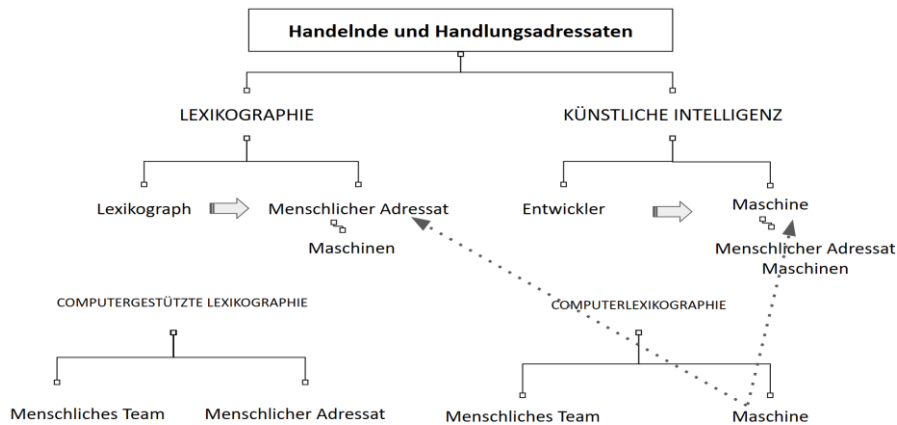 Handelnde und Handlungsadressaten
LEXIKOGRAPHIE
KÜNSTLICHE INTELLIGENZ
Lexikograph
Menschlicher Adressat
Maschinen
Entwickler
Maschine
Menschlicher Adressat
Maschinen
COMPUTERGESTÜTZTE LEXIKOGRAPHIE
COMPUTERLEXIKOGRAPHIE
Menschliches Team
Menschlicher Adressat
Menschliches Team
Maschine